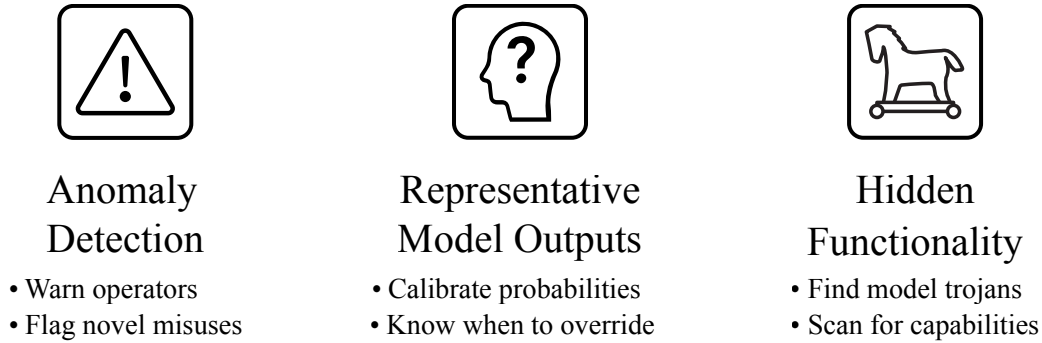 !
Anomaly
Detection
• Warn operators
• Flag novel misuses
?
Representative
Model Outputs
• Calibrate probabilities
• Know when to override
Hidden
Functionality
• Find model trojans
• Scan for capabilities